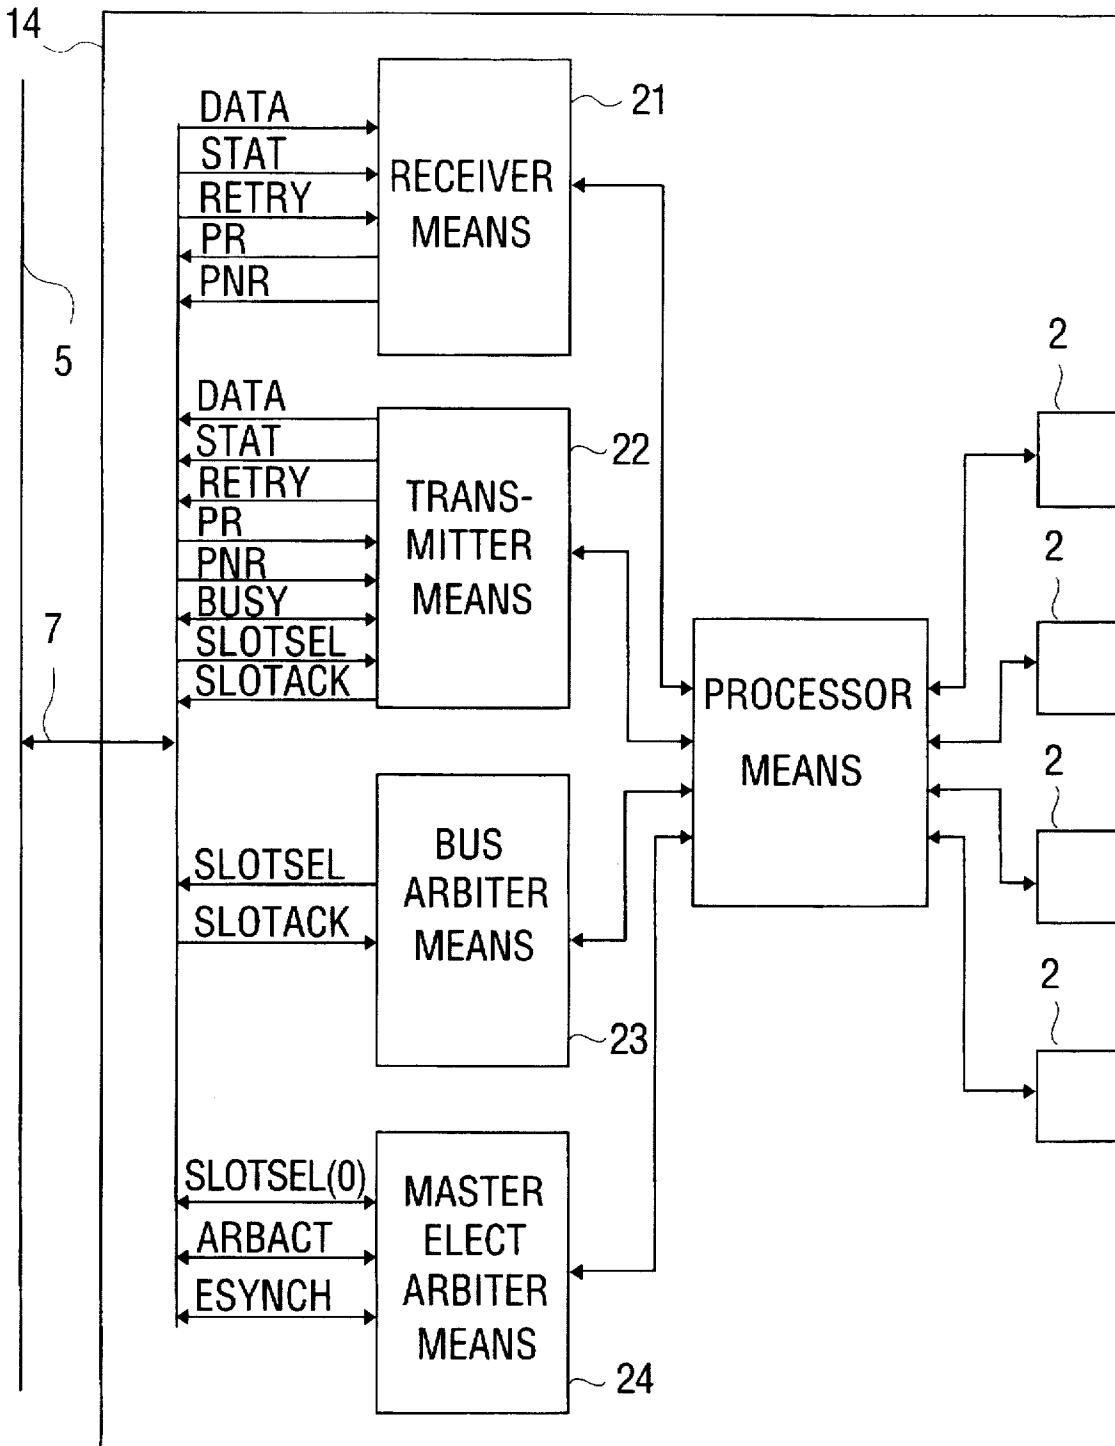 14
DATA
STAT
RETRY
PR
PNR
RECEIVER
MEANS
21
5
DATA
STAT
RETRY
PR
PNR
BUSY
SLOTSEL
SLOTACK
TRANS-
MITTER
MEANS
22
7
PROCESSOR
MEANS
2
2
2
2
SLOTSEL
SLOTACK
BUS
ARBITER
MEANS
23
SLOTSEL(0)
ARBACT
ESYNCH
MASTER
ELECT
ARBITER
MEANS
24